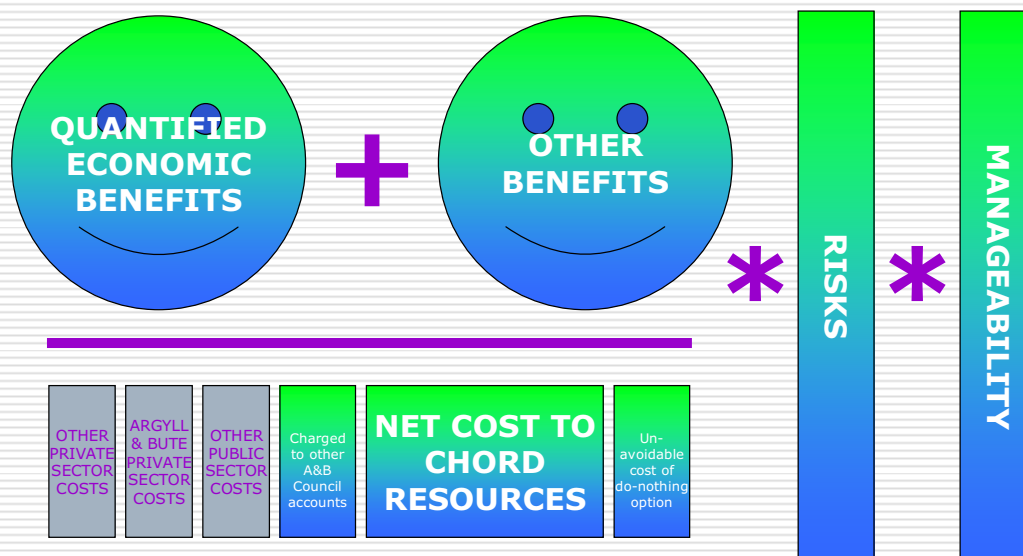 QUANTIFIED
ECONOMIC
BENEFITS
+
OTHER
BENEFITS
*
RISKS
*
MANAGEABILITY
OTHER
PRIVATE
SECTOR
COSTS
ARGYLL
& BUTE
PRIVATE
SECTOR
COSTS
OTHER
PUBLIC
SECTOR
COSTS
Charged
to other
A&B
Council
accounts
NET COST TO
CHORD
RESOURCES
Un-
avoidable
cost of
do-nothing
option